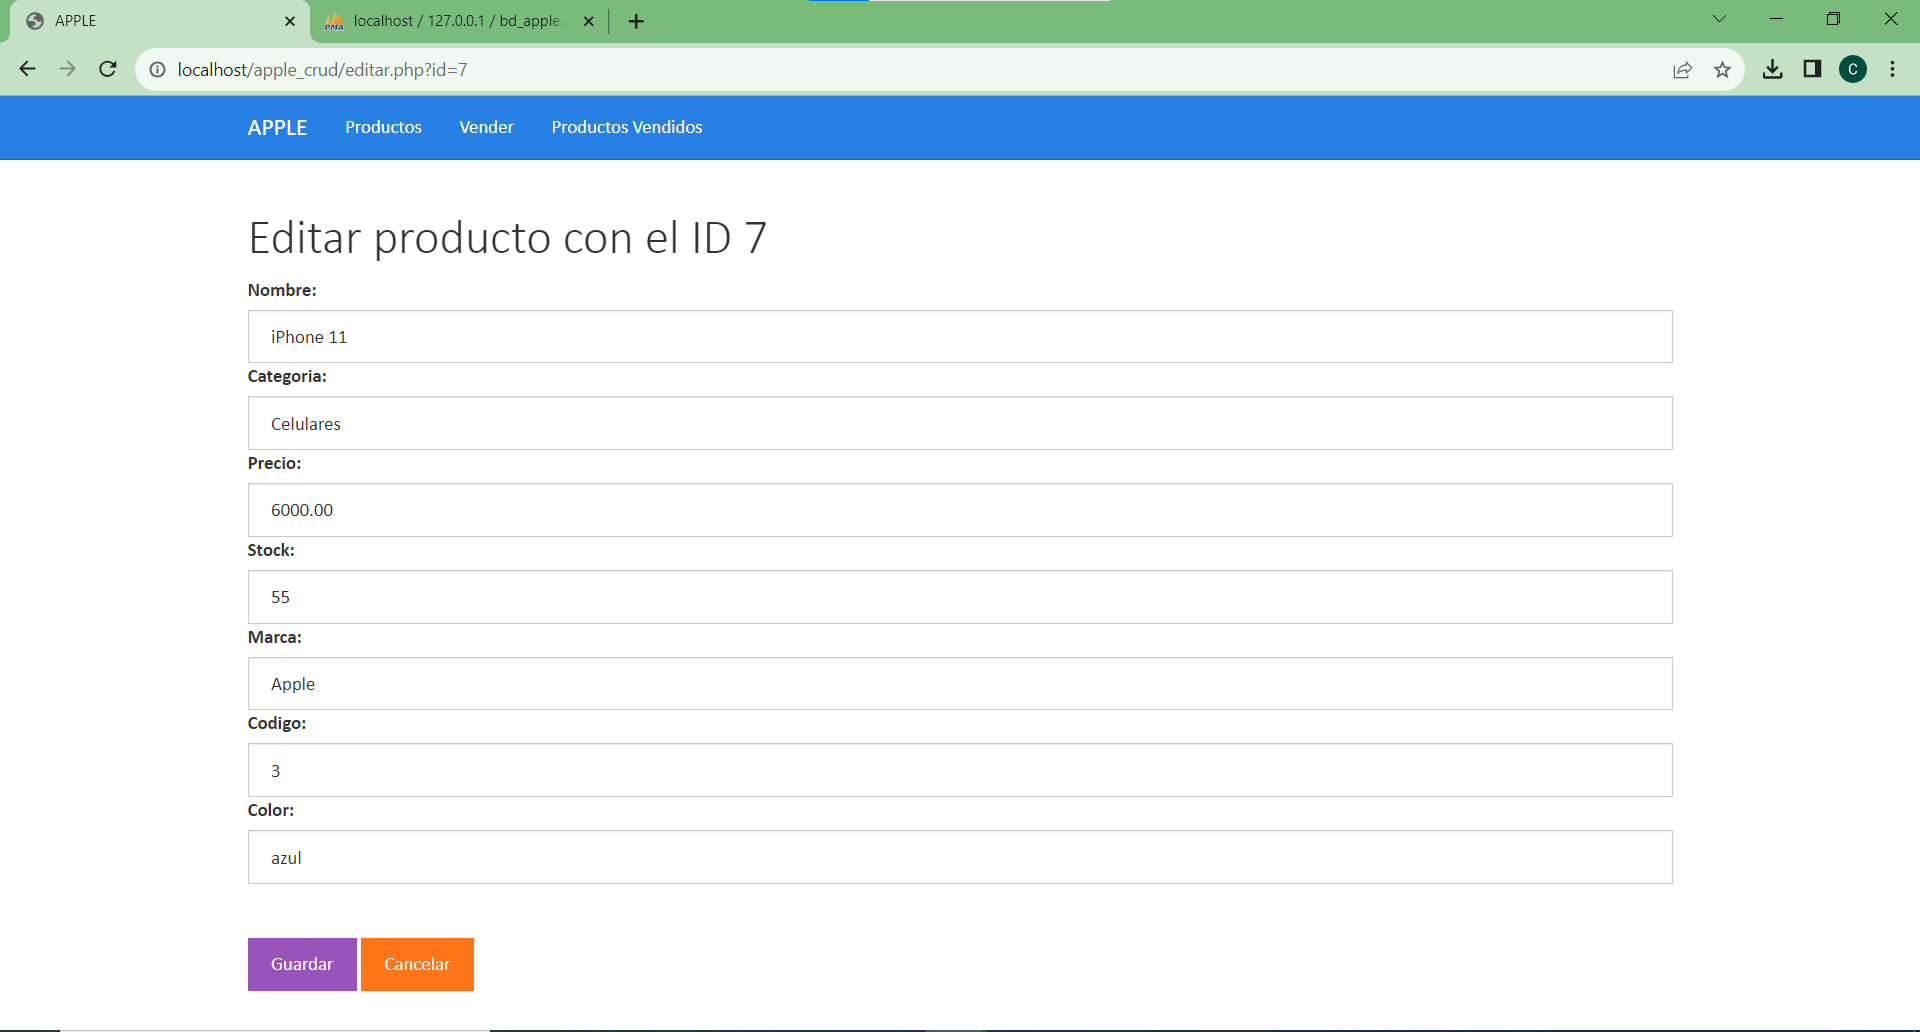 APPLE
localhost / 127.0.0.1 / bd_apple
localhost/apple_crud/editar.php?id=7
C
APPLE Productos Vender Productos Vendidos
Editar producto con el ID 7
Nombre:
iPhone 11
Categoria:
Celulares
Precio:
6000.00
Stock:
55
Marca:
Apple
Codigo:
3
Color:
azul
Guardar Cancelar